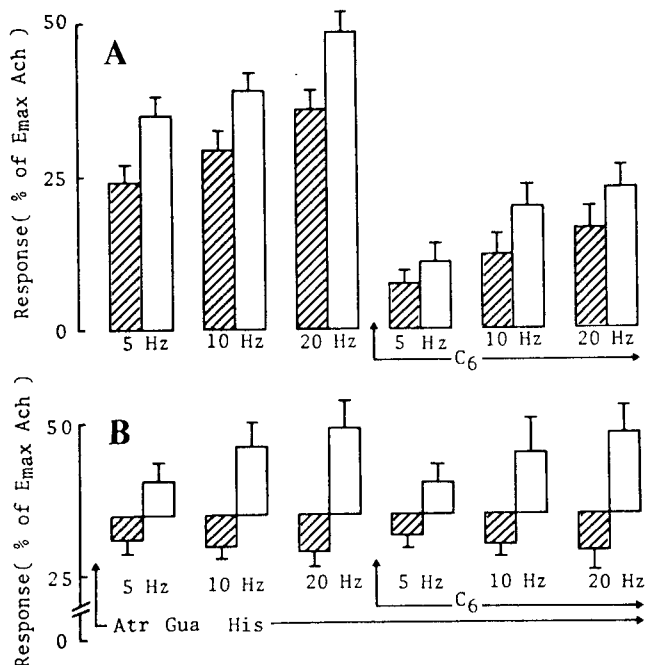 50
A
Response( % of Emax Ach )
25
0
5 Hz 10 Hz 20 Hz 5 Hz 10 Hz 20 Hz
C6
50
B
Response( % of Emax Ach )
25
5 Hz 10 Hz 20 Hz 5 Hz 10 Hz 20 Hz
C6
0
Atr Gua His